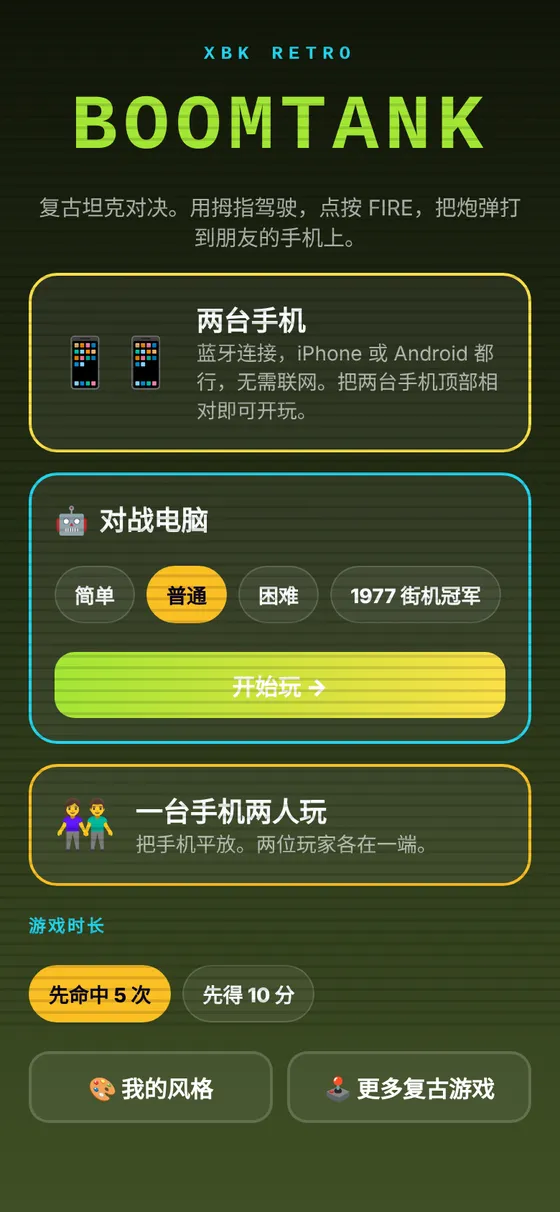 XBK RETRO
BOOMTANK
复古坦克对决。用拇指驾驶，点按 FIRE，把炮弹打
到朋友的手机上。
两台手机
蓝牙连接，iPhone 或 Android 都
行，无需联网。把两台手机顶部相
对即可开玩。
对战电脑
简单 普通 困难 1977 街机冠军
开始玩 →
一台手机两人玩
把手机平放。两位玩家各在一端。
游戏时长
先命中 5 次 先得 10 分
我的风格 更多复古游戏